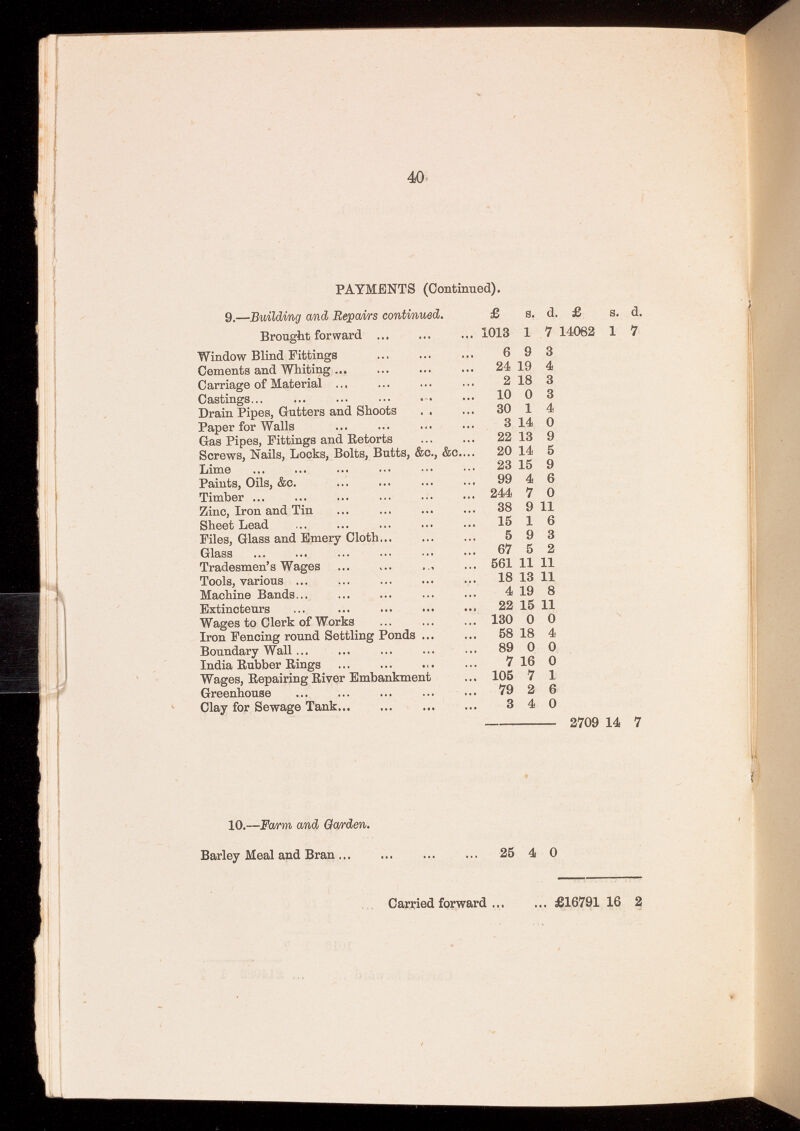 40
PAYMENTS (Continued).
9.—Building and Repairs continued. £ s. d. £ s. d.
Brought forward ... ... ... 1013 1 7 14082 1 7
Window Blind Fittings ... ... ... 6 9 3
Cements and Whiting ... ... ... ... 24 19 4
Carriage of Material ... ... ... ... 2 18 3
Castings... ... ... ... ... ... 10 0 3
Drain Pipes, Gutters and Shoots .. ... 30 1 4
Paper for Walls ... ... ... ... 3 14 0
Gas Pipes, Fittings and Retorts ... ... 22 13 9
Screws, Nails, Locks, Bolts, Butts, &c., &c.... 20 14 5
Lime ... ... ... ... ... ... 23 15 9
Paints, Oils, &c. ... ... ... ... 99 4 6
Timber ... ... ... ... ... ... 244 7 0
Zinc, Iron and Tin ... ... ... ... 38 9 11
Sheet Lead ... ... ... ... ... 15 1 6
Files, Glass and Emery Cloth... ... ... 5 9 3
Glass ... ... ... ... ... ... 67 5 2
Tradesmen's Wages ... ... ... ... 561 11 11
Tools, various ... ... ... ... ... 18 13 11
Machine Bands... ... ... ... ... 4 19 8
Extincteurs ... ... ... ... ... 22 15 11
Wages to Clerk of Works ... ... ... 130 0 0
Iron Fencing round Settling Ponds ... ... 58 18 4
Boundary Wall ... ... ... ... ... 89 0 0
India Rubber Rings ... ... ... ... 7 16 0
Wages, Repairing River Embankment ... 105 7 1
Greenhouse ... ... ... ... ... 79 2 6
Clay for Sewage Tank... ... ... ... 3 4 0
2709 14 7
10.—Farm and Garden.
Barley Meal and Bran ... ... ... ... 25 4 0
Carried forward ... ... £16791 16 2